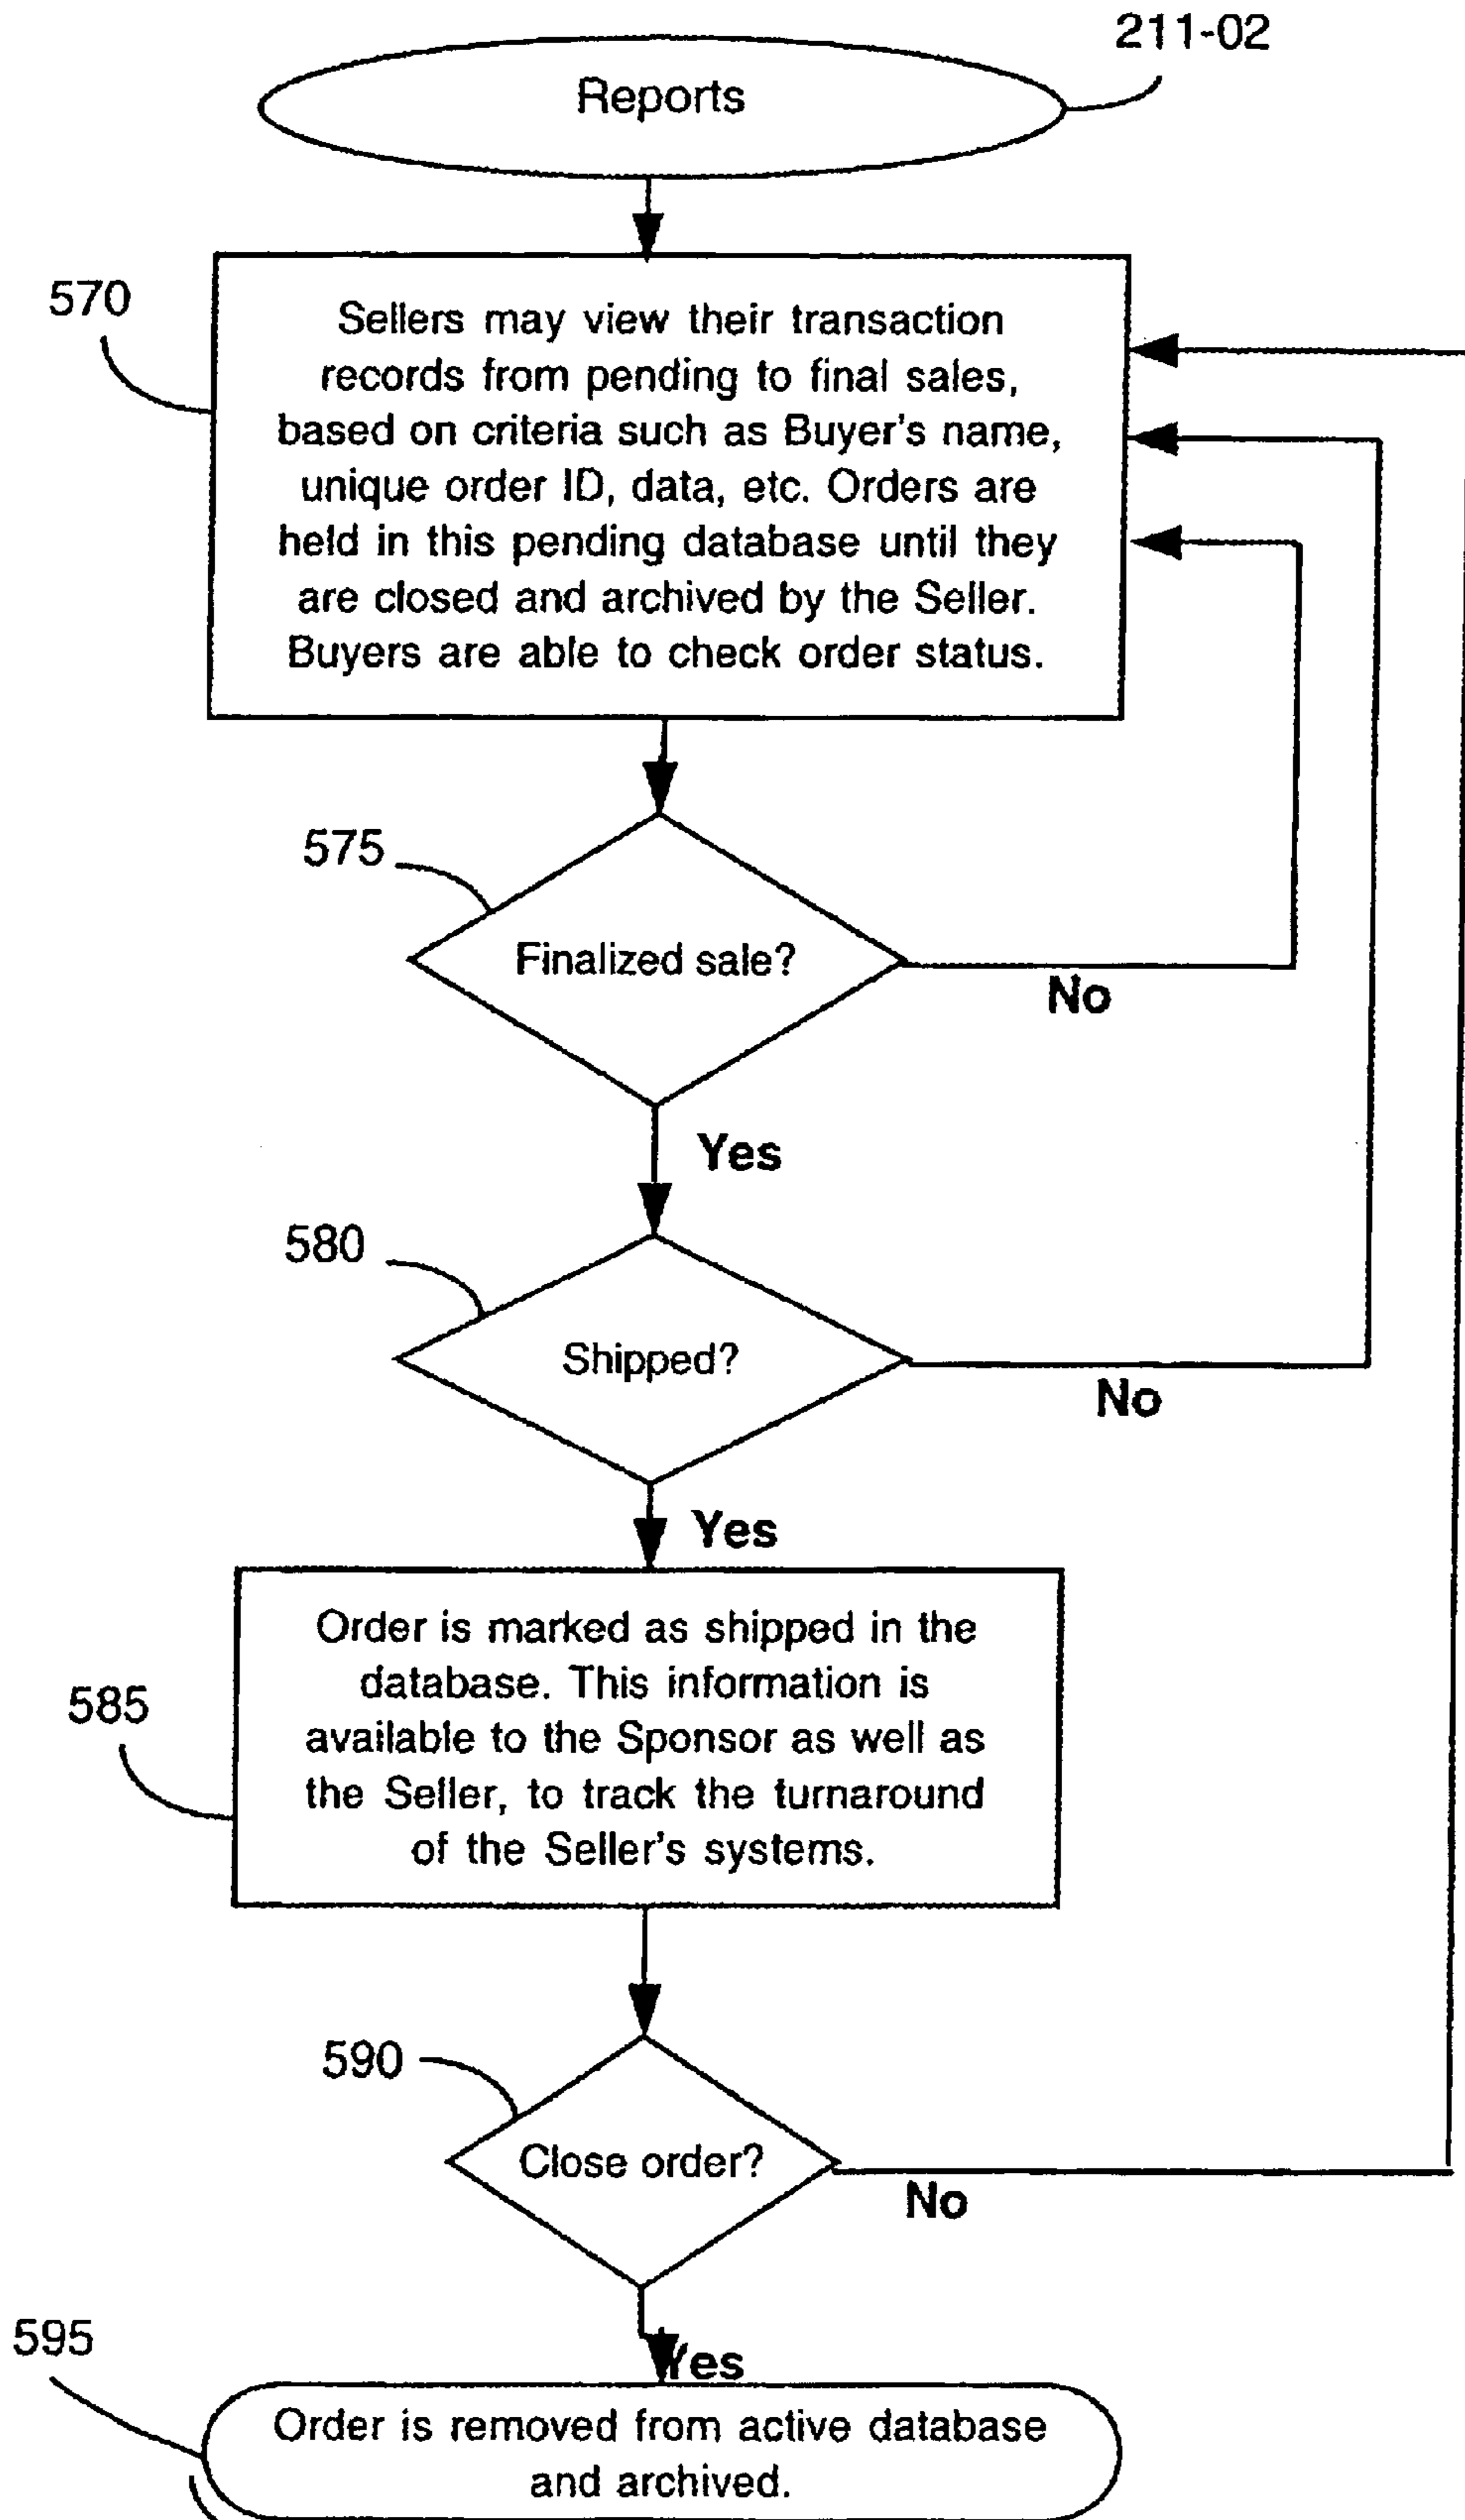 211-02
Reports
570
Sellers may view their transaction
records from pending to final sales,
based on criteria such as Buyer's name,
unique order ID, data, etc. Orders are
held in this pending database until they
are closed and archived by the Seller.
Buyers are able to check order status.
575
Finalized sale?
No
Yes
580
Shipped?
No
Yes
585
Order is marked as shipped in the
database. This information is
available to the Sponsor as well as
the Seller, to track the turnaround
of the Seller's systems.
590
Close order?
No
Yes
595
Order is removed from active database
and archived.